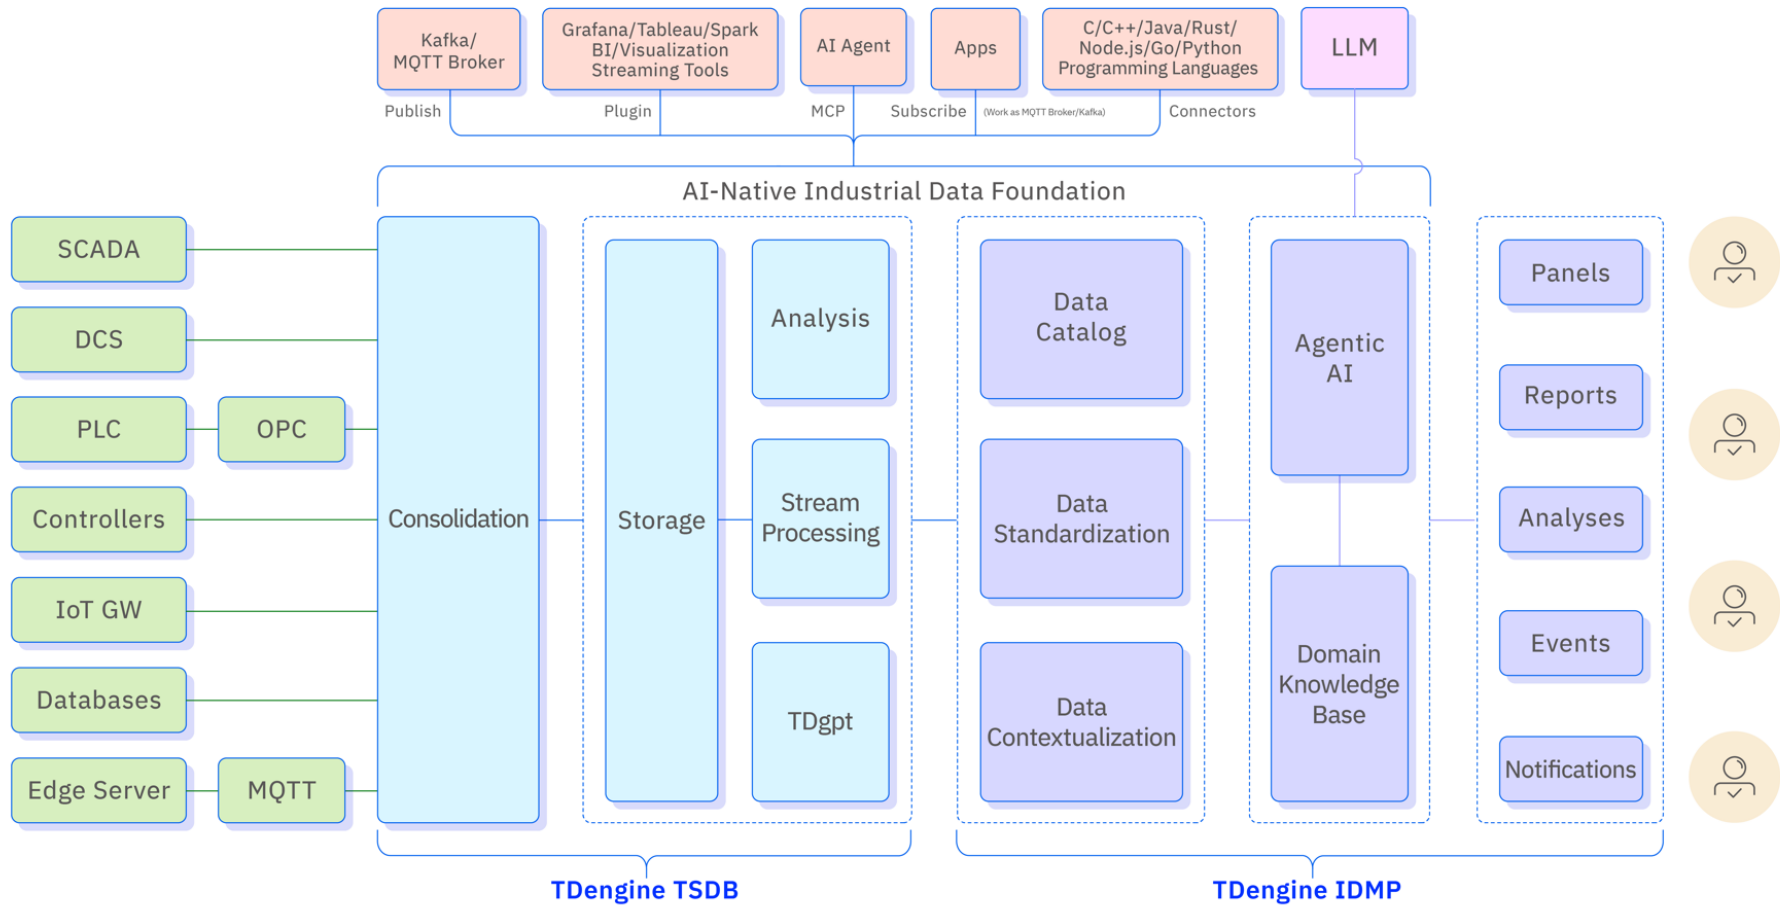 Kafka/
MQTT Broker
Grafana/Tableau/Spark
BI/Visualization
Streaming Tools
AI Agent
Apps
C/C++/Java/Rust/
Node.js/Go/Python
Programming Languages
LLM
Publish
Plugin
MCP
Subscribe
(Work as MQTT Broker/Kafka)
Connectors
AI-Native Industrial Data Foundation
SCADA
DCS
PLC
OPC
Controllers
IoT GW
Databases
Edge Server
MQTT
Consolidation
Storage
Analysis
Stream
Processing
TDgpt
Data
Catalog
Data
Standardization
Data
Contextualization
Agentic
AI
Domain
Knowledge
Base
Panels
Reports
Analyses
Events
Notifications
TDengine TSDB
TDengine IDMP